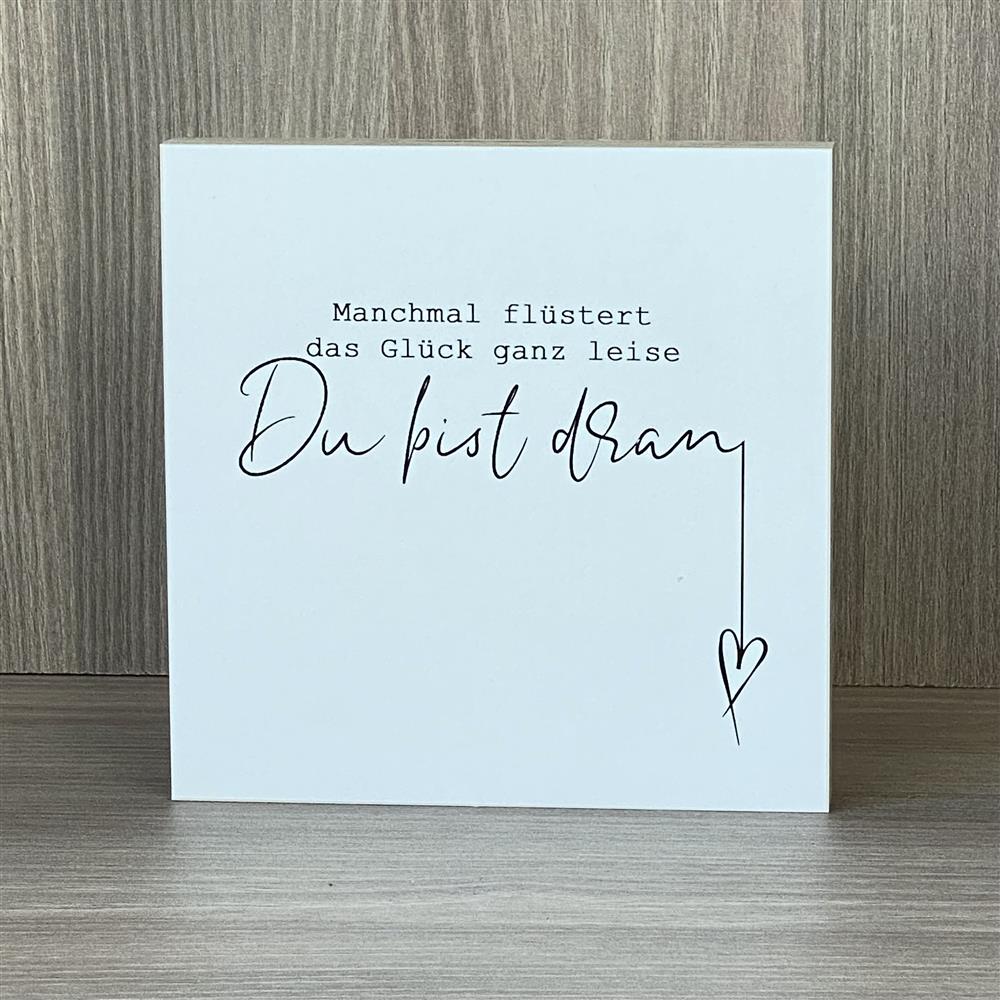 Manchmal flüstert
das Glück ganz leise
Du bist dran